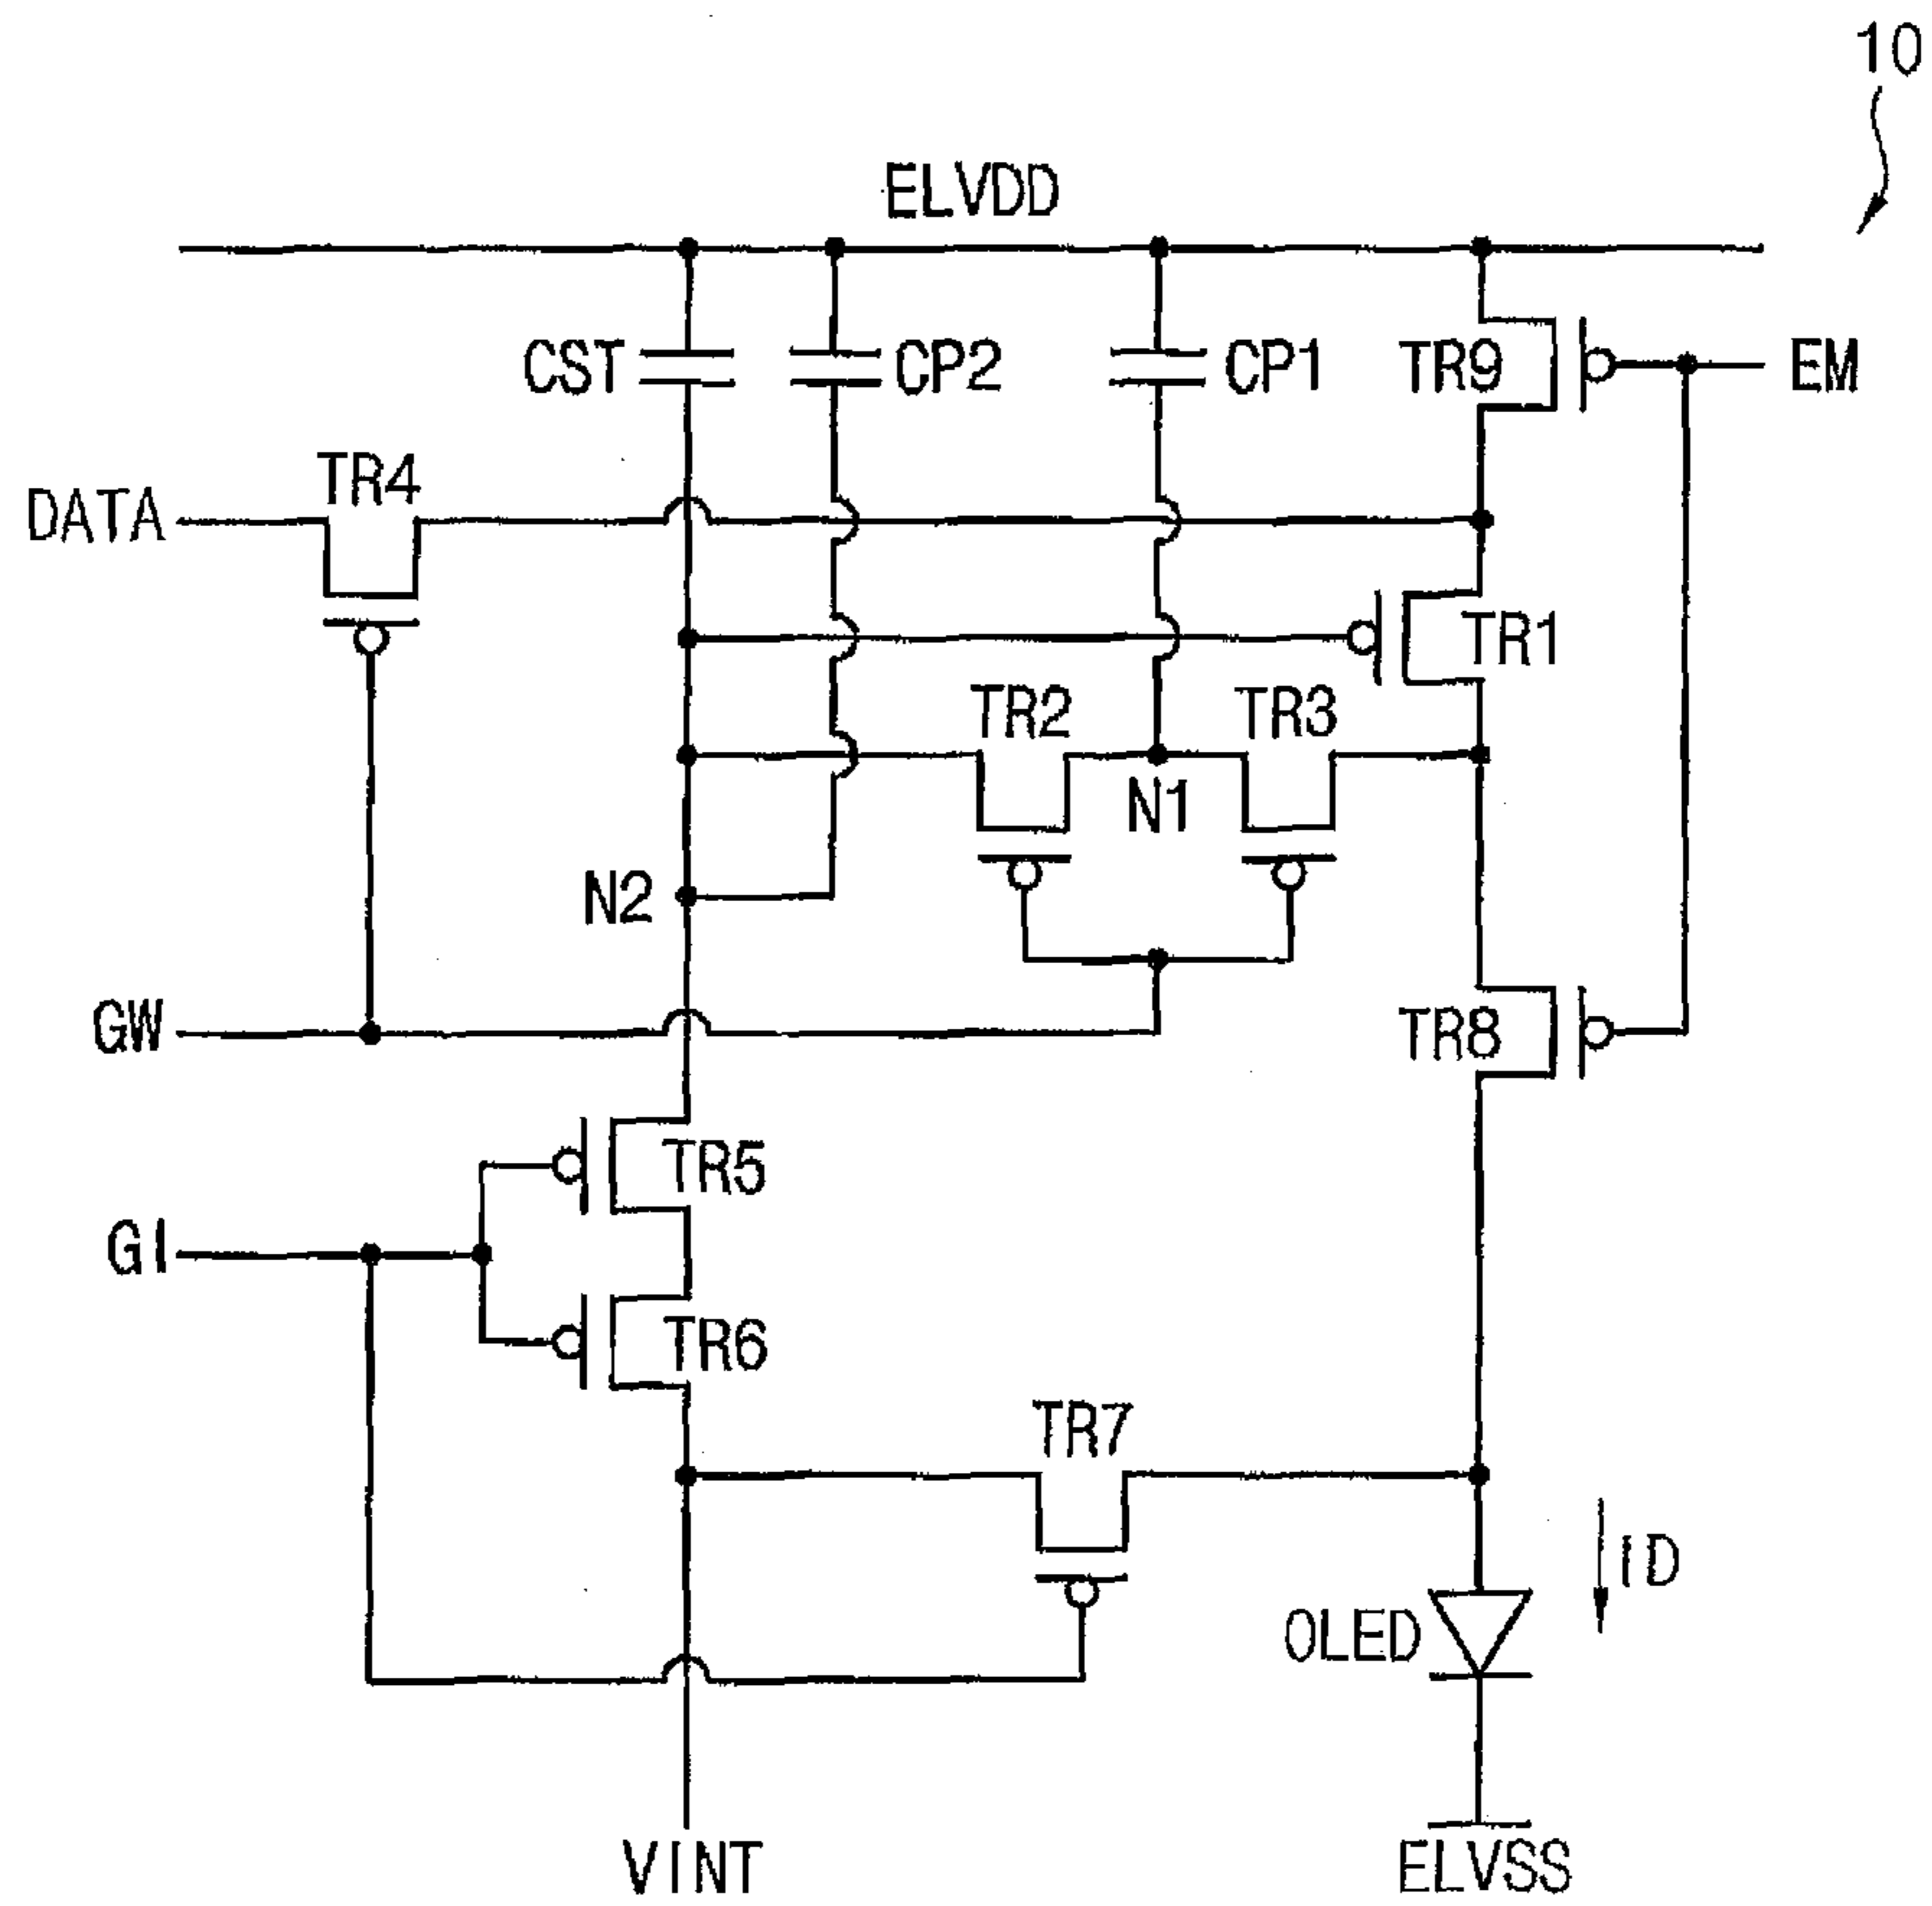 10
ELVDD
CST
CP2
CP1
TR9
EM
TR4
DATA
TR1
TR2
TR3
N1
N2
GW
TR8
TR5
GI
TR6
TR7
ID
OLED
VINT
ELVSS